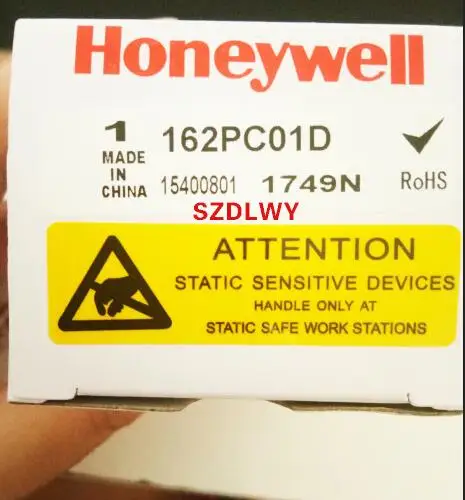 Honeywell
1 162PC01D
MADE
IN
CHINA 15400801 1749N RoHS
SZDLWY
ATTENTION
STATIC SENSITIVE DEVICES
HANDLE ONLY AT
STATIC SAFE WORK STATIONS